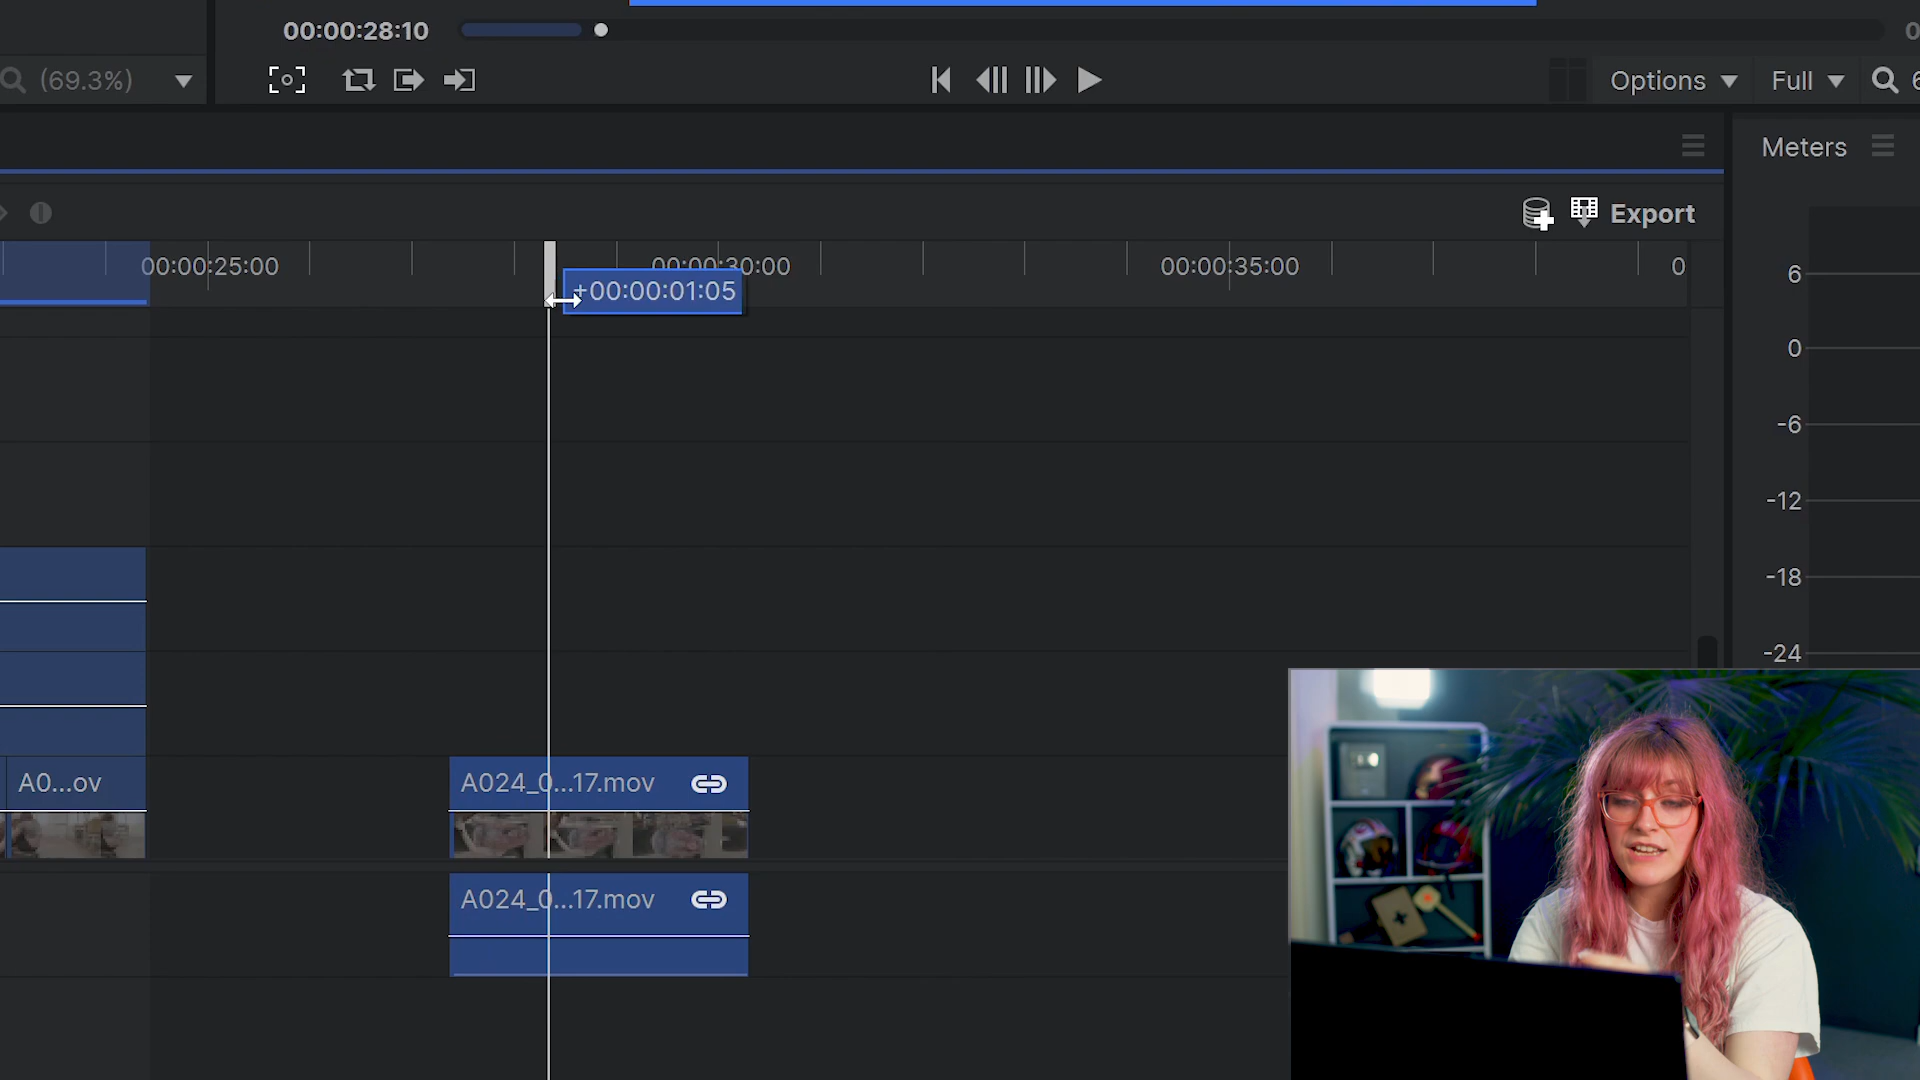 00:00:28:10
(69.3%)
Options
Full
Meters
Export
00:00:25:00
00:00:30:00
00:00:35:00
0
+00:00:01:05
6
0
-6
-12
-18
-24
A0...ov
A024_0...17.mov
A024_0...17.mov